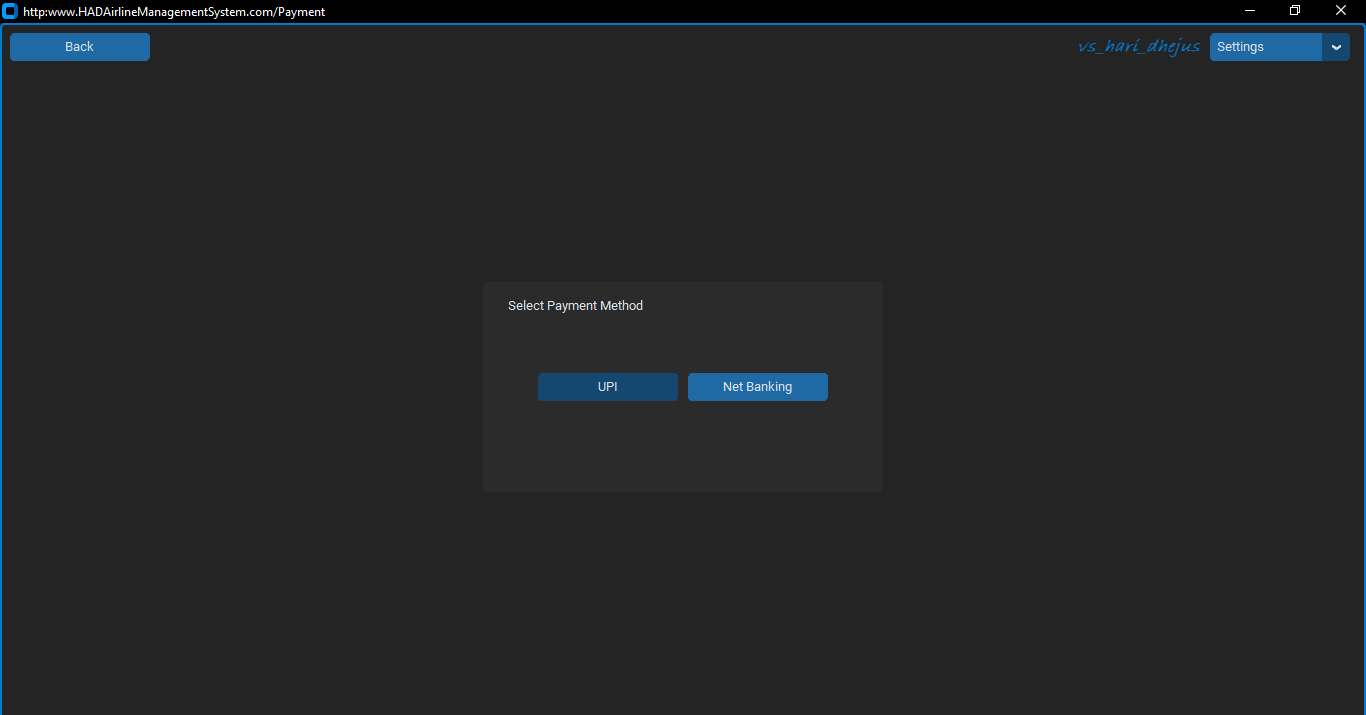 http:www.HADAirlineManagementSystem.com/Payment
Back
vs_hari_dhejus
Settings
Select Payment Method
UPI
Net Banking